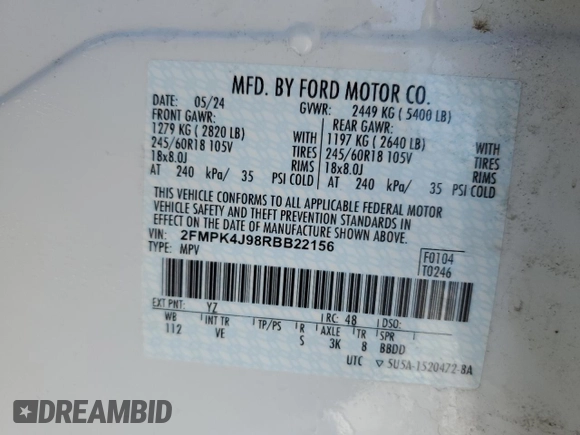 MFD. BY FORD MOTOR CO.
DATE: 05/24 GVWR: 2449 KG ( 5400 LB)
FRONT GAWR: REAR GAWR:
1279 KG ( 2820 LB) WITH 1197 KG ( 2640 LB) WITH
245/60R18 105V TIRES 245/60R18 105V TIRES
18x8.0J RIMS 18x8.0J RIMS
AT 240 kPa/ 35 PSI COLD AT 240 kPa/ 35 PSI COLD
THIS VEHICLE CONFORMS TO ALL APPLICABLE FEDERAL MOTOR
VEHICLE SAFETY AND THEFT PREVENTION STANDARDS IN
EFFECT ON THE DATE OF MANUFACTURE SHOWN ABOVE.
VIN: 2FMPK4J98RBB22156
TYPE: MPV
F0104
T0246
EXT PNT: YZ RC: 48 DSO:
WB INT TR TP/PS R AXLE TR SPR
112 VE S 3K 8 BBDD
UTC ▽ 5U5A-1520472-BA
DREAMBID